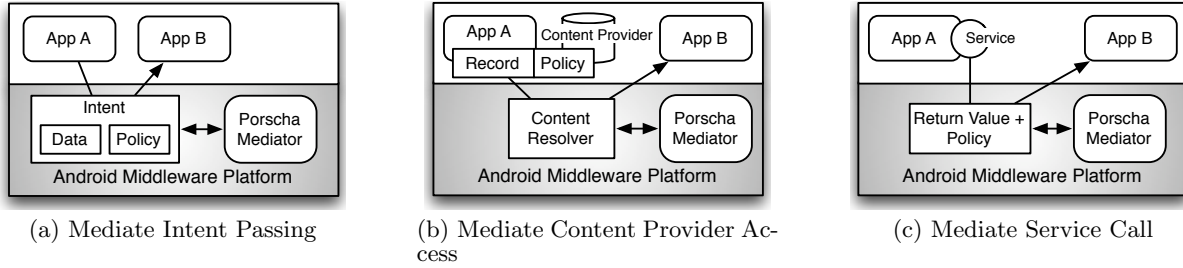 App A
App B
Intent
Data
Policy
Porscha
Mediator
Android Middleware Platform
(a) Mediate Intent Passing
App A
Content Provider
App B
Record
Policy
Content
Resolver
Porscha
Mediator
Android Middleware Platform
(b) Mediate Content Provider Ac-
cess
App A
Service
App B
Return Value +
Policy
Porscha
Mediator
Android Middleware Platform
(c) Mediate Service Call